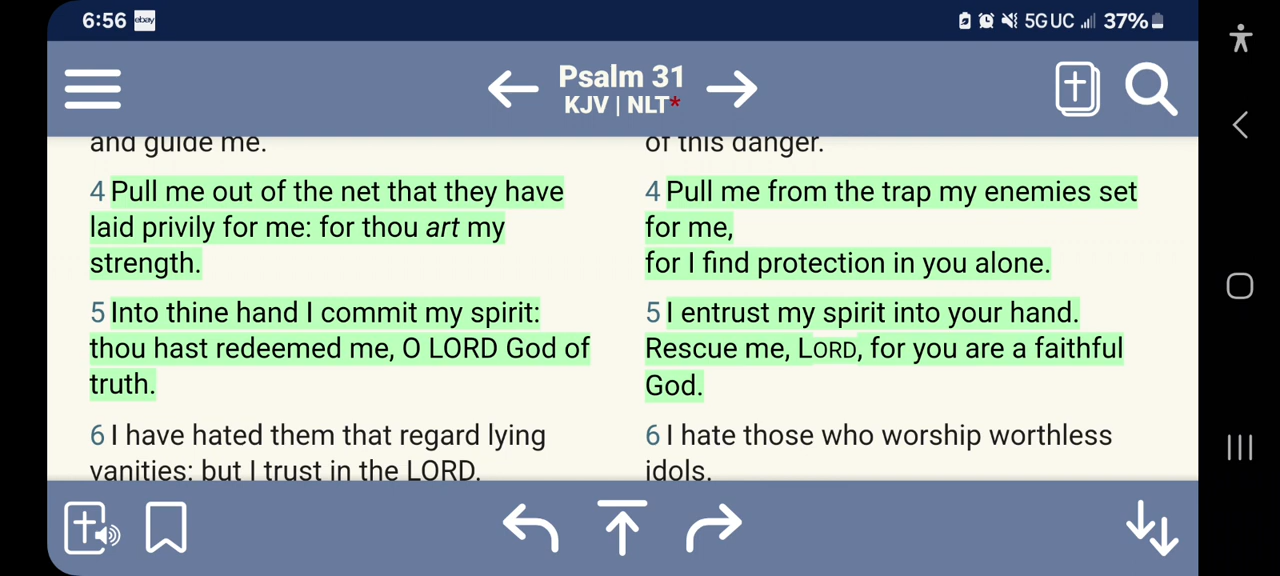 6:56 ebay 5G UC 37%
Psalm 31
KJV | NLT*
and guide me.
4 Pull me out of the net that they have
laid privily for me: for thou art my
strength.
5 Into thine hand I commit my spirit:
thou hast redeemed me, O LORD God of
truth.
6 I have hated them that regard lying
vanities: but I trust in the LORD.
of this danger.
4 Pull me from the trap my enemies set
for me,
for I find protection in you alone.
5 I entrust my spirit into your hand.
Rescue me, LORD, for you are a faithful
God.
6 I hate those who worship worthless
idols.